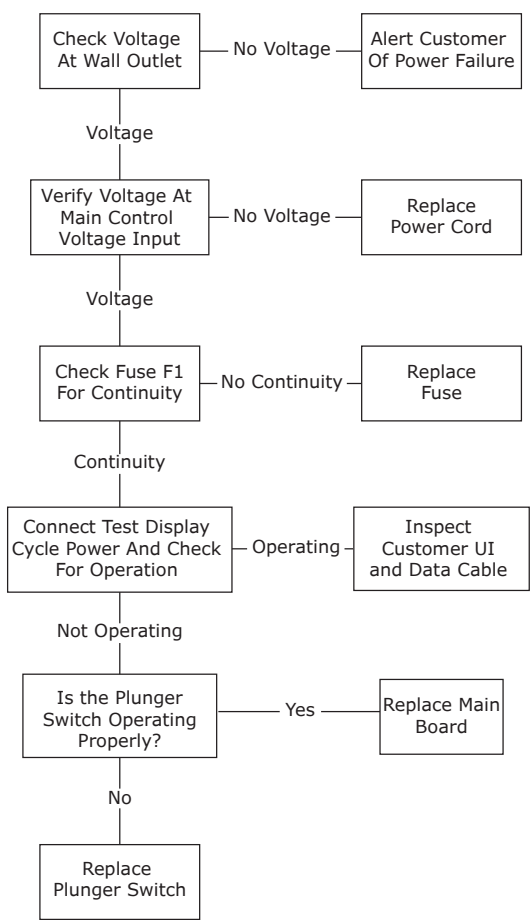 Check Voltage
At Wall Outlet
No Voltage
Alert Customer
Of Power Failure
Voltage
Verify Voltage At
Main Control
Voltage Input
No Voltage
Replace
Power Cord
Voltage
Check Fuse F1
For Continuity
No Continuity
Replace
Fuse
Continuity
Connect Test Display
Cycle Power And Check
For Operation
Operating
Inspect
Customer UI
and Data Cable
Not Operating
Is the Plunger
Switch Operating
Properly?
Yes
Replace Main
Board
No
Replace
Plunger Switch